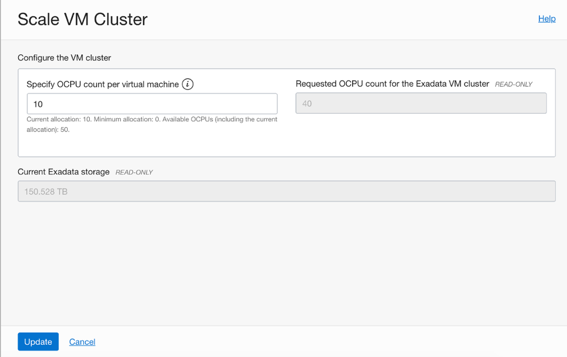 Scale VM Cluster
Help
Configure the VM cluster
Specify OCPU count per virtual machine i
Requested OCPU count for the Exadata VM cluster READ-ONLY
10
40
Current allocation: 10. Minimum allocation: 0. Available OCPUs (including the current
allocation): 50.
Current Exadata storage READ-ONLY
150.528 TB
Update
Cancel